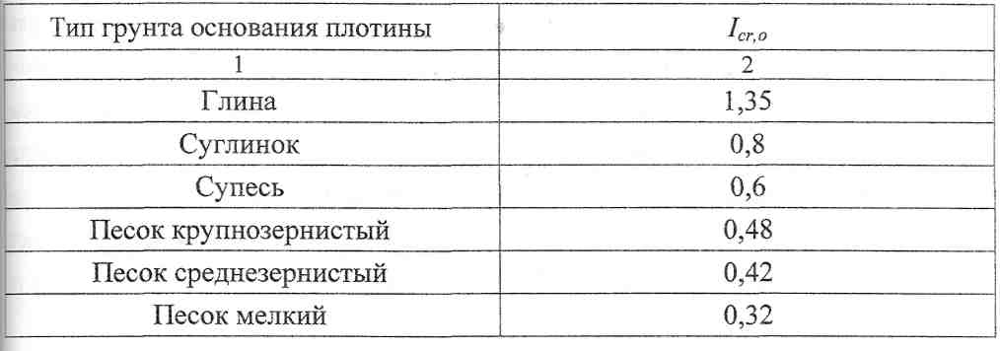 Тип грунта основания плотины I cr,o
1 2
Глина 1,35
Суглинок 0,8
Супесь 0,6
Песок крупнозернистый 0,48
Песок среднезернистый 0,42
Песок мелкий 0,32